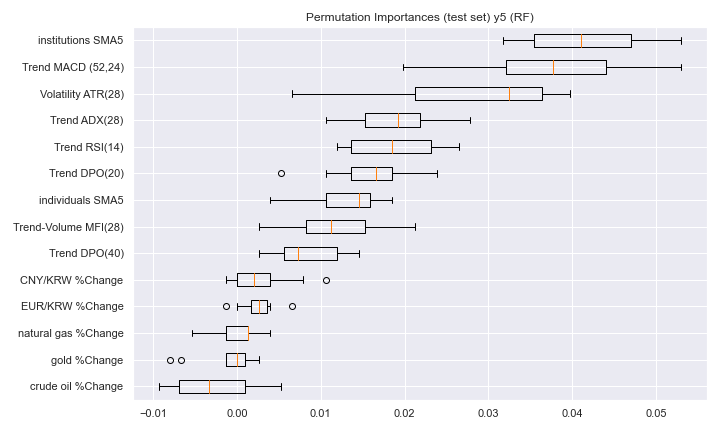 Permutation Importances (test set) y5 (RF)
institutions SMA5
Trend MACD (52,24)
Volatility ATR(28)
Trend ADX(28)
Trend RSI(14)
Trend DPO(20)
individuals SMA5
Trend-Volume MFI(28)
Trend DPO(40)
CNY/KRW %Change
EUR/KRW %Change
natural gas %Change
gold %Change
crude oil %Change
−0.01 0.00 0.01 0.02 0.03 0.04 0.05